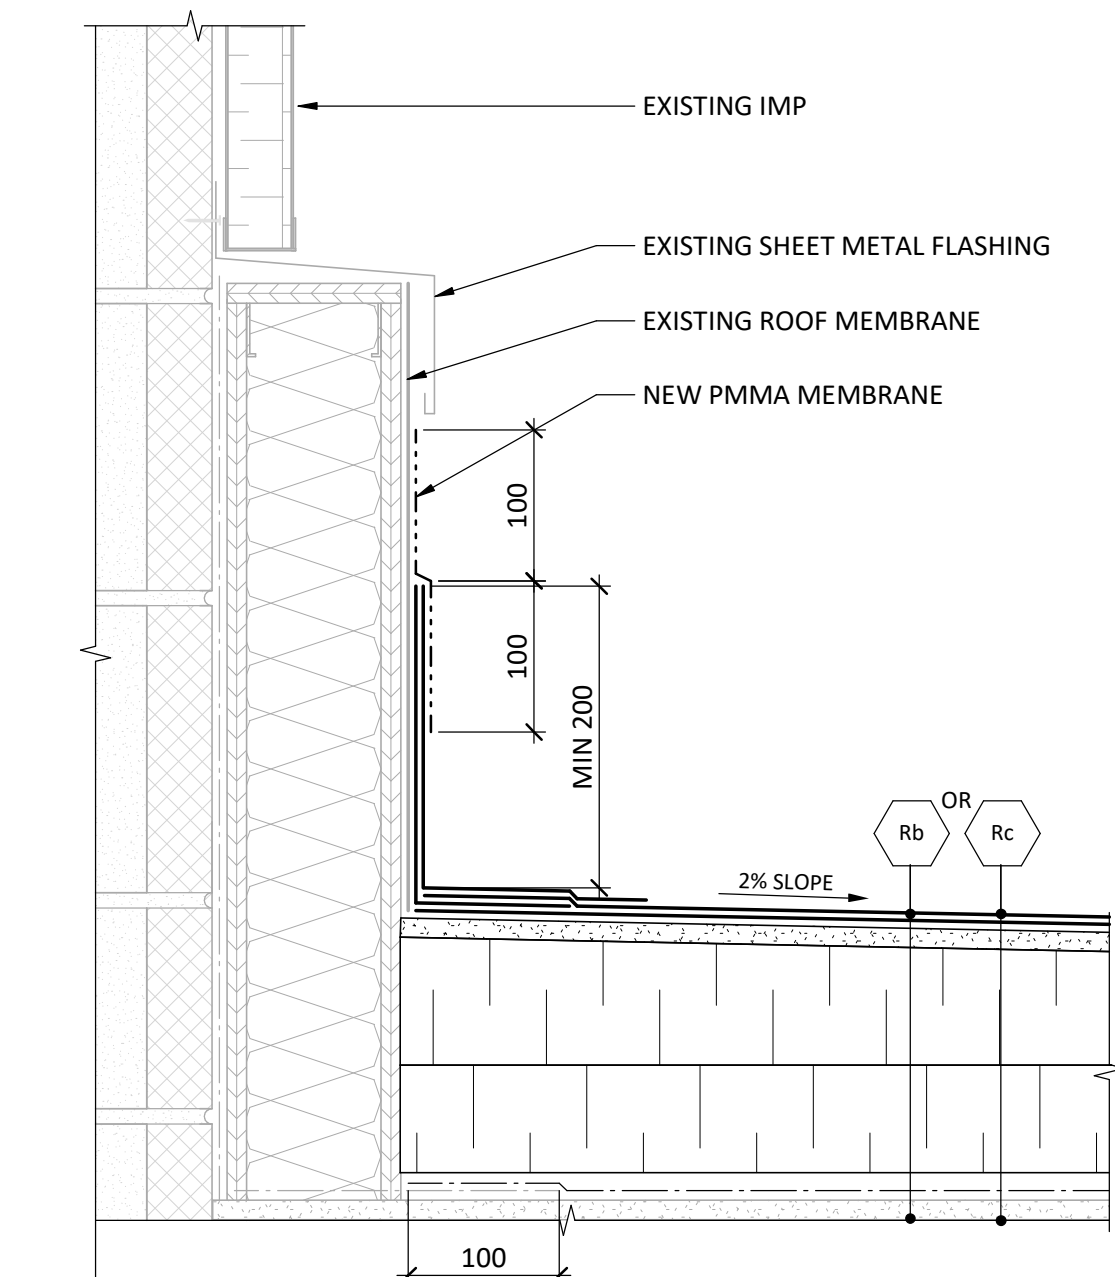 EXISTING IMP
EXISTING SHEET METAL FLASHING
EXISTING ROOF MEMBRANE
NEW PMMA MEMBRANE
100
100
MIN 200
OR
Rb
Rc
2% SLOPE
100